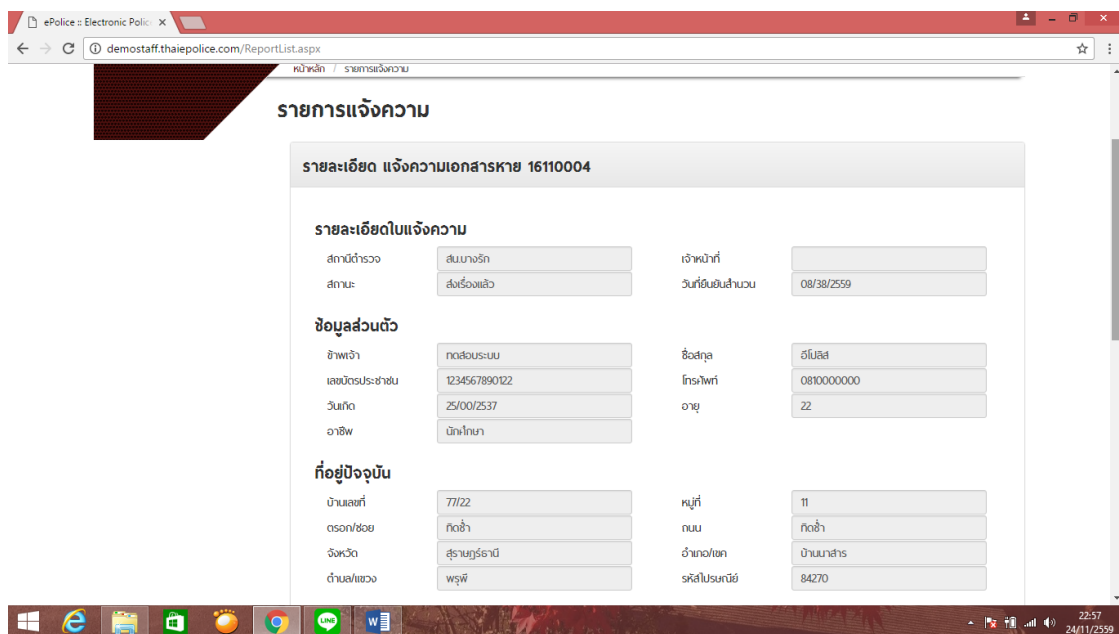 ePolice :: Electronic Polic
demostaff.thaiepolice.com/ReportList.aspx
หน้าหลัก / รายการแจ้งความ
รายการแจ้งความ
รายละเอียด แจ้งความเอกสารหาย 16110004
รายละเอียดใบแจ้งความ
สถานีตำรวจ สน.บางรัก เจ้าหน้าที่
สถานะ ส่งเรื่องแล้ว วันที่ยืนยันสำนวน 08/38/2559
ข้อมูลส่วนตัว
ข้าพเจ้า ทดสอบระบบ ชื่อสกุล อีโปลิส
เลขบัตรประชาชน 1234567890122 โทรศัพท์ 0810000000
วันเกิด 25/00/2537 อายุ 22
อาชีพ นักศึกษา
ที่อยู่ปัจจุบัน
บ้านเลขที่ 77/22 หมู่ที่ 11
ตรอก/ซอย ทิดช้ำ ถนน ทิดช้ำ
จังหวัด สุราษฎร์ธานี อำเภอ/เขต บ้านนาสาร
ตำบล/แขวง พรุพี รหัสไปรษณีย์ 84270
LINE
22:57
24/11/2559